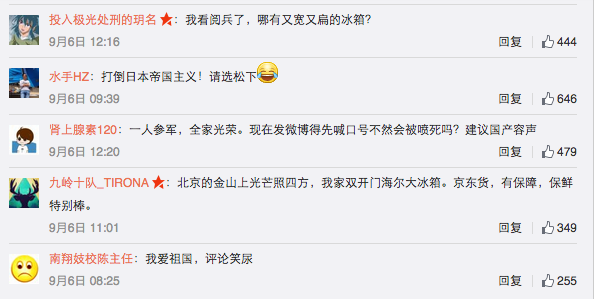 投入极光处刑的玥名：我看阅兵了，哪有又宽又扁的冰箱？
9月6日 12:16 回复 444
水手HZ：打倒日本帝国主义！请选松下😂
9月6日 09:39 回复 646
肾上腺素120：一人参军，全家光荣。现在发微博得先喊口号不然会被喷死吗？建议国产容声
9月6日 12:20 回复 479
九岭十队_TIRONA：北京的金山上光芒照四方，我家双开门海尔大冰箱。京东货，有保障，保鲜
特别棒。
9月6日 11:01 回复 349
南翔妓校陈主任：我爱祖国，评论笑尿
9月6日 08:25 回复 255